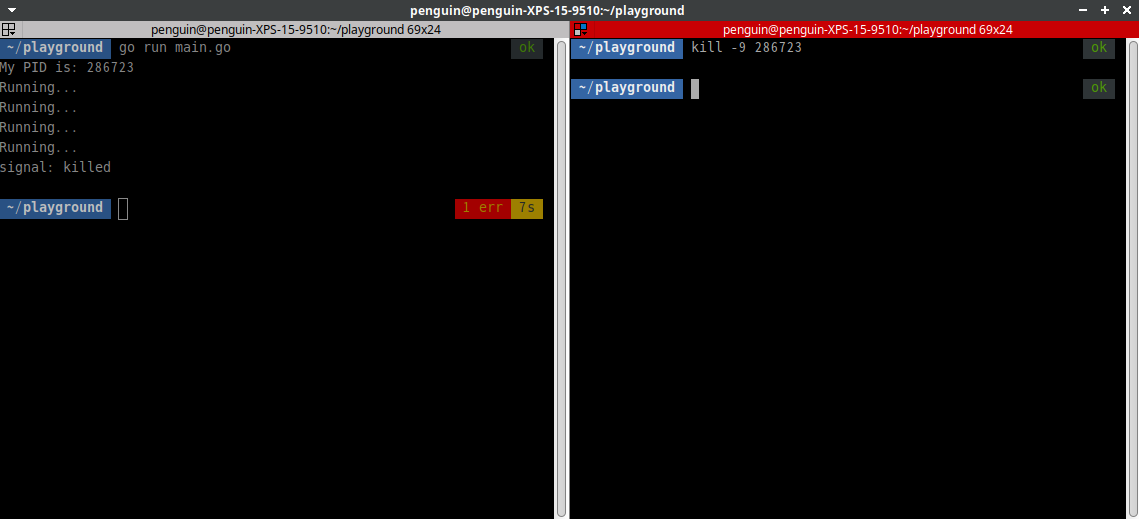 penguin@penguin-XPS-15-9510:~/playground
penguin@penguin-XPS-15-9510:~/playground 69x24
~/playground go run main.go ok
My PID is: 286723
Running...
Running...
Running...
Running...
signal: killed
~/playground 1 err 7s
penguin@penguin-XPS-15-9510:~/playground 69x24
~/playground kill -9 286723 ok
~/playground ok